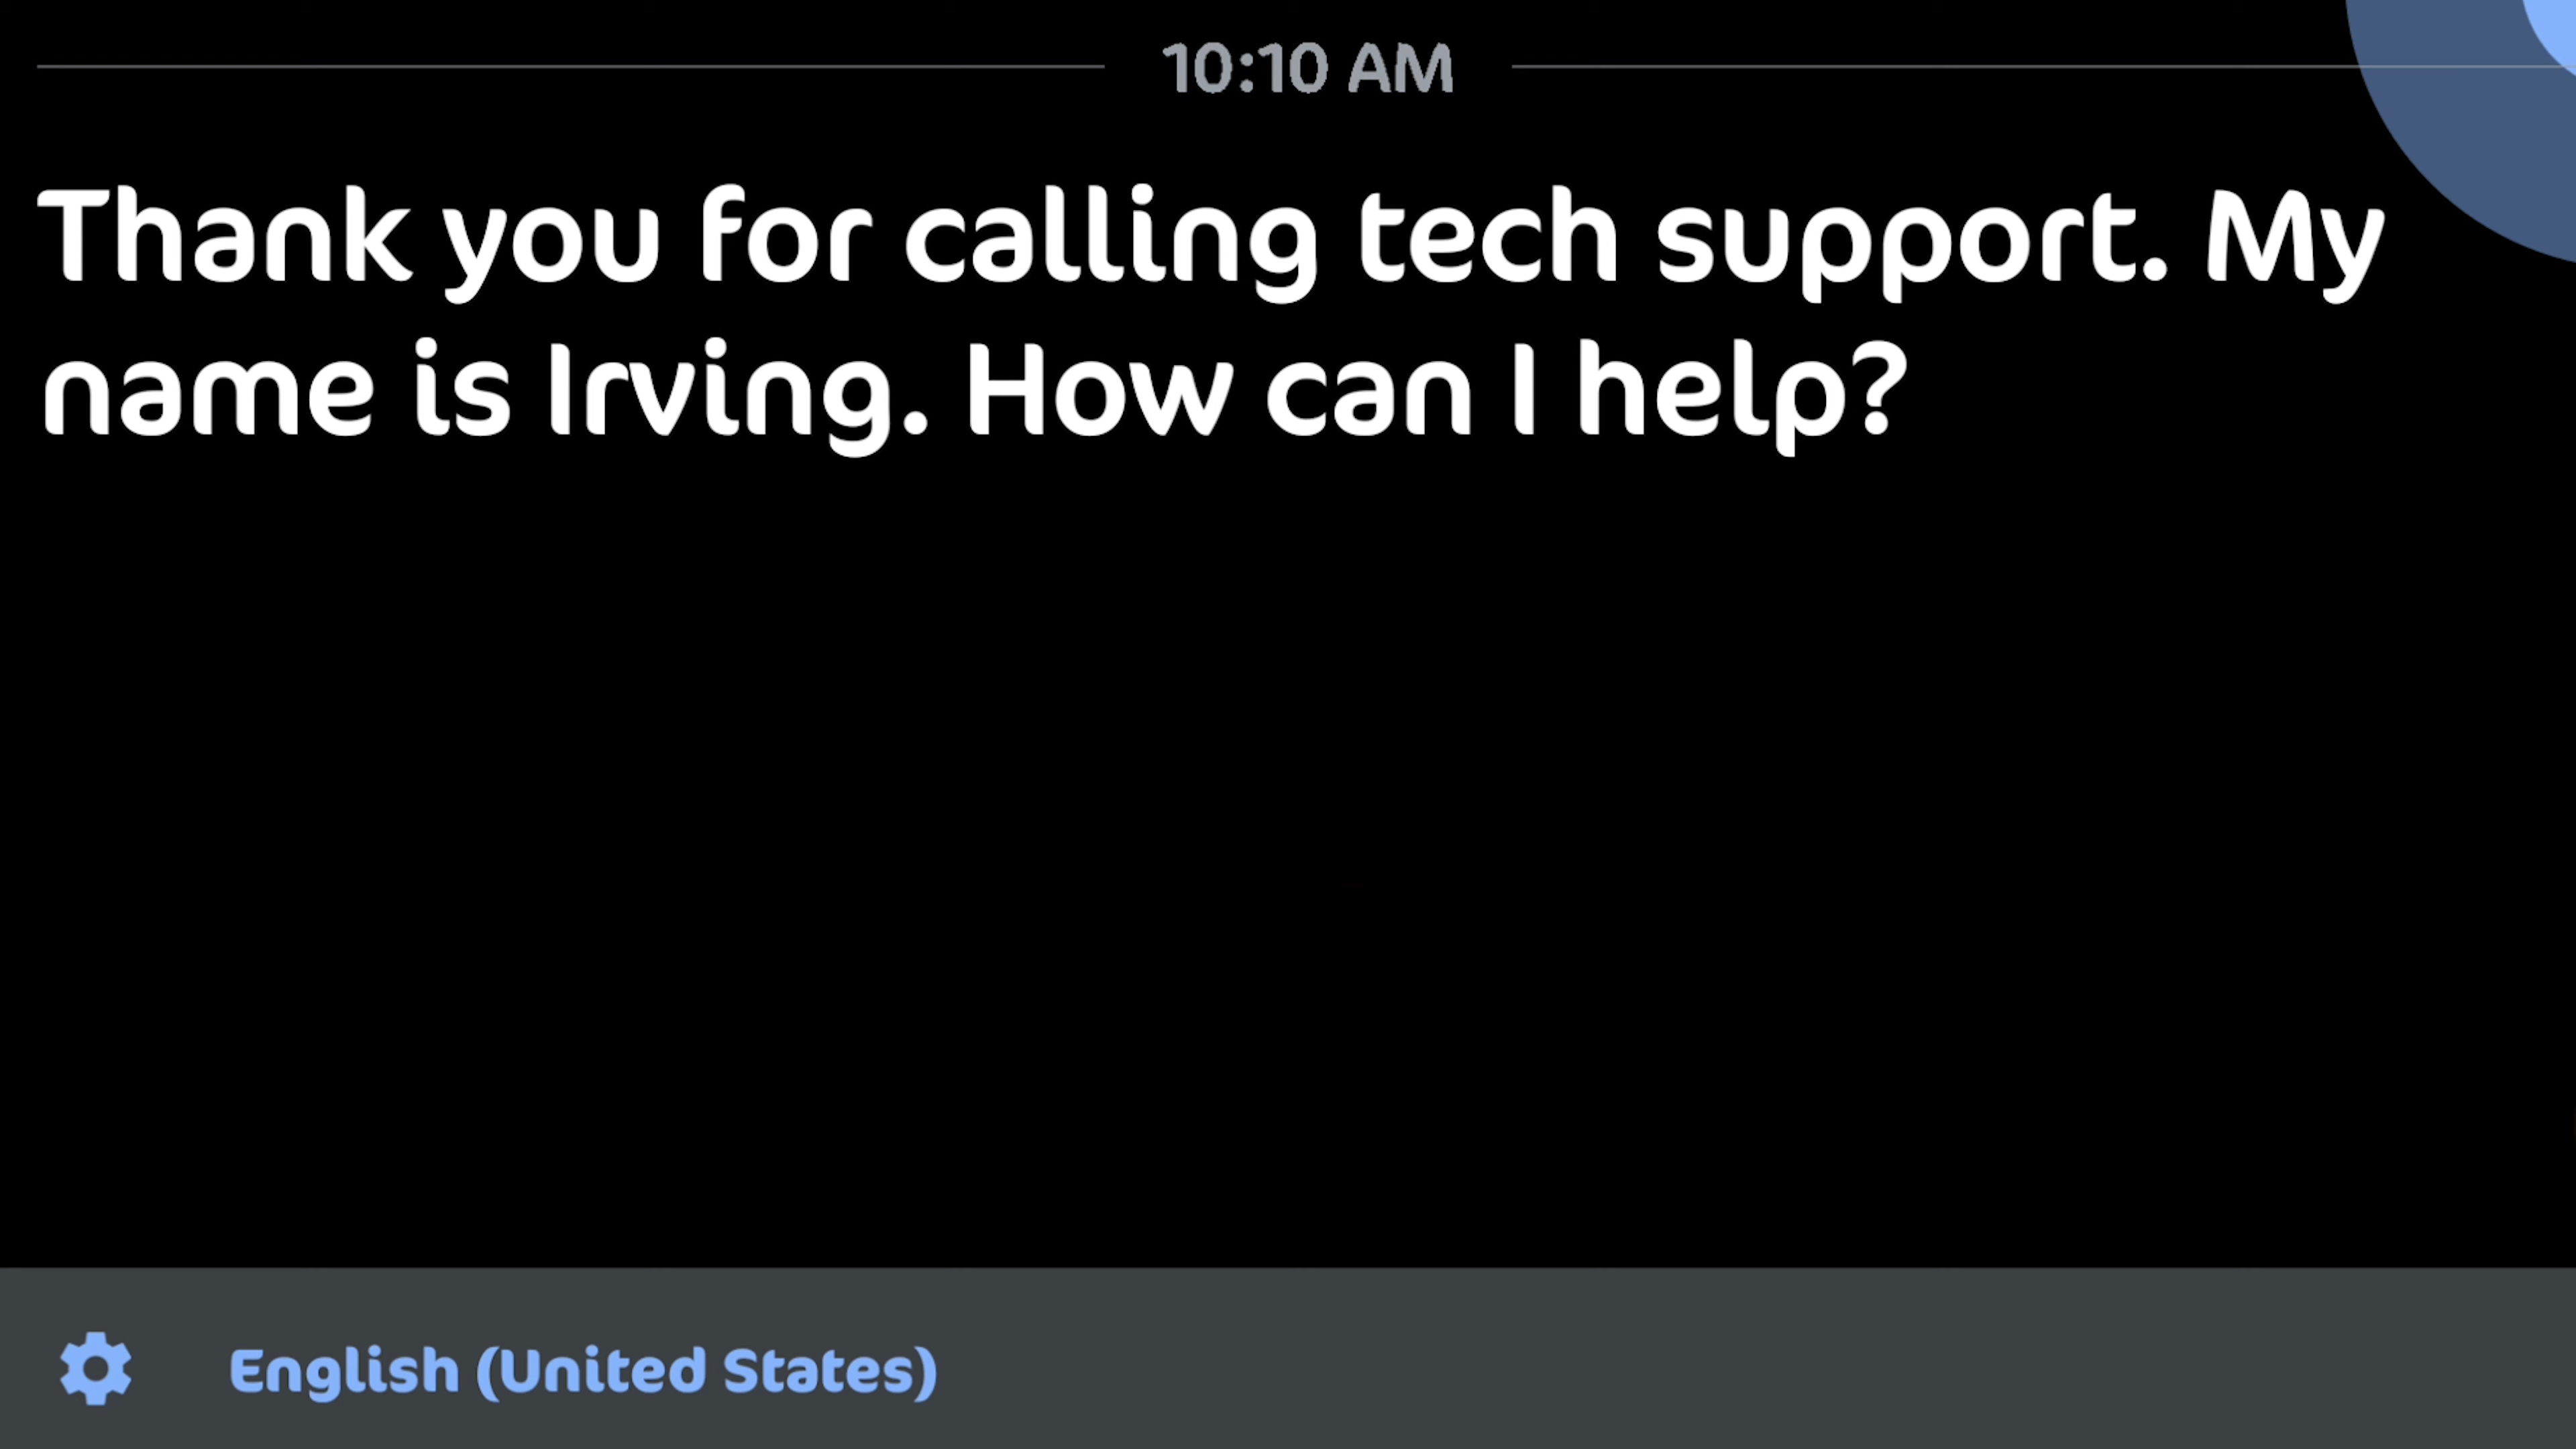 10:10 AM
Thank you for calling tech support. My
name is Irving. How can I help?
English (United States)